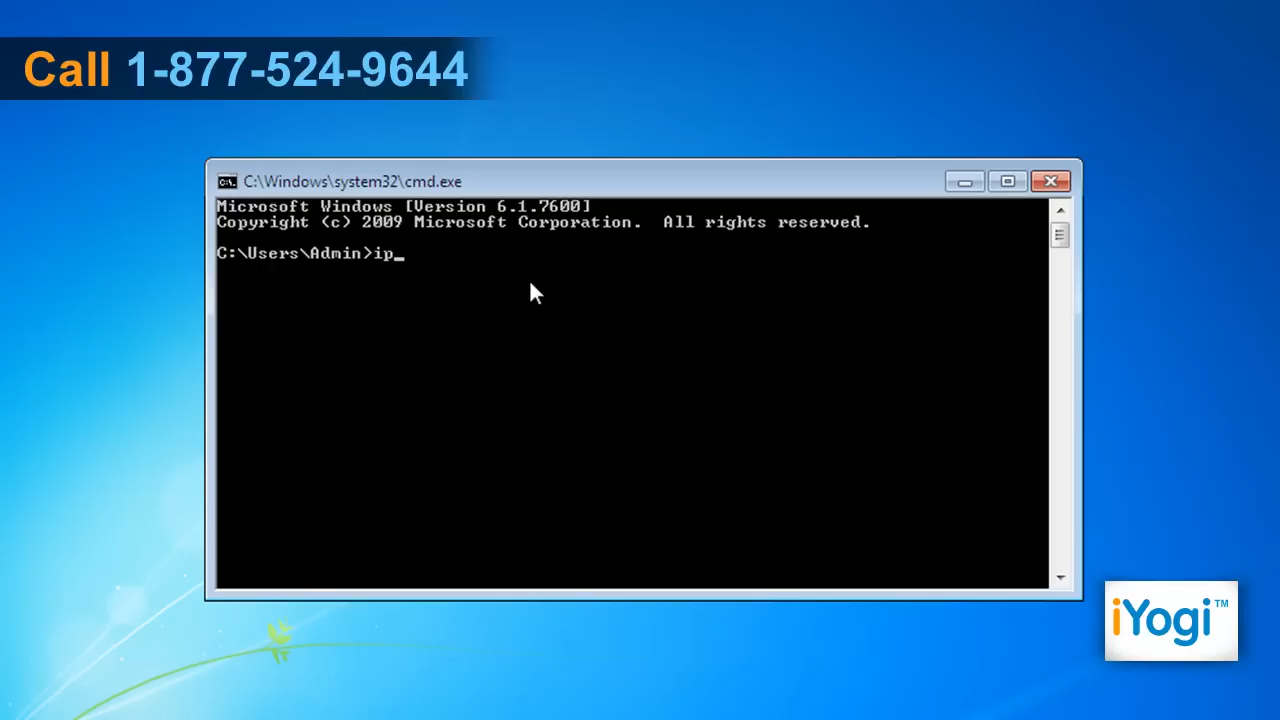 Call 1-877-524-9644
C:\Windows\system32\cmd.exe
Microsoft Windows [Version 6.1.7600]
Copyright (c) 2009 Microsoft Corporation.  All rights reserved.
C:\Users\Admin>ip_
iYogi™